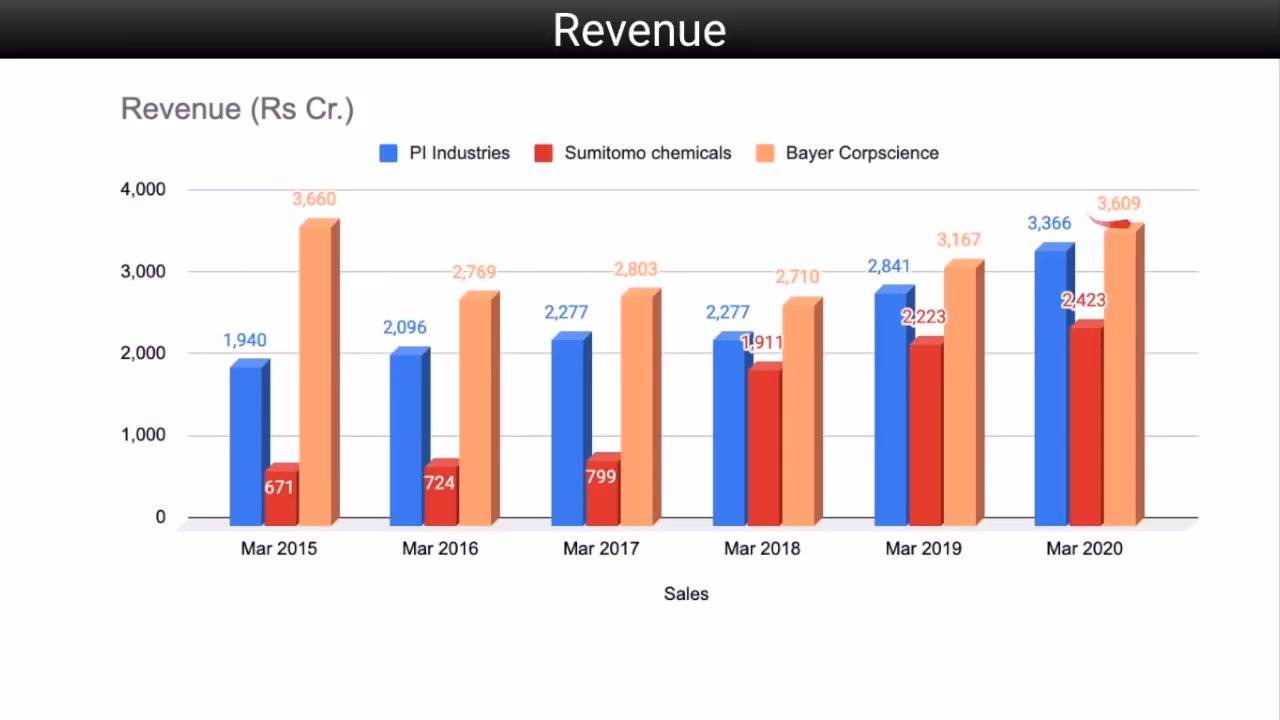 Revenue
Revenue (Rs Cr.)
PI Industries Sumitomo chemicals Bayer Corpscience
4,000
3,000
2,000
1,000
0
1,940 671 3,660
2,096 724 2,769
2,277 799 2,803
2,277 1,911 2,710
2,841 2,223 3,167
3,366 2,423 3,609
Mar 2015 Mar 2016 Mar 2017 Mar 2018 Mar 2019 Mar 2020
Sales